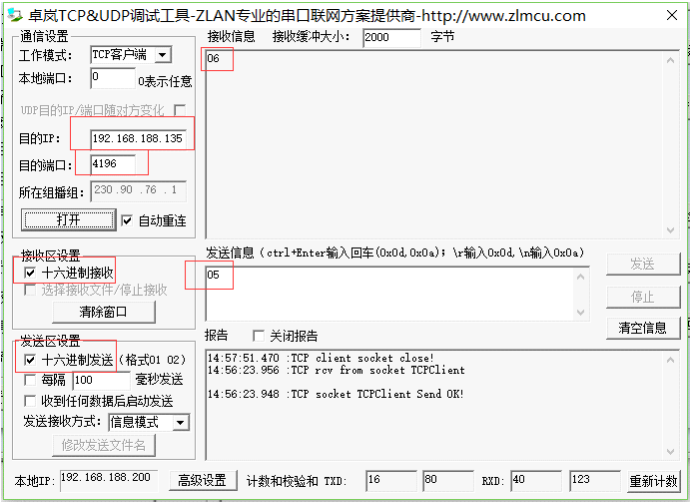 卓岚TCP&UDP调试工具-ZLAN专业的串口联网方案提供商-http://www.zlmcu.com
通信设置
工作模式: TCP客户端
本地端口: 0 0表示任意
UDP目的IP/端口随对方变化
目的IP: 192.168.188.135
目的端口: 4196
所在组播组: 230 .90 .76 .1
打开 自动重连
接收区设置
十六进制接收
选择接收文件/停止接收
清除窗口
发送区设置
十六进制发送 (格式01 02)
每隔 100 毫秒发送
收到任何数据后启动发送
发送接收方式: 信息模式
修改发送文件名
接收信息 接收缓冲大小: 2000 字节
06
发送信息(ctrl+Enter输入回车(0x0d,0x0a); \r输入0x0d,\n输入0x0a)
05
发送
停止
清空信息
报告 关闭报告
14:57:51.470 :TCP client socket close!
14:56:23.956 :TCP rcv from socket TCPClient
14:56:23.948 :TCP socket TCPClient Send OK!
本地IP: 192.168.188.200 高级设置 计数和校验和 TXD: 16 80 RXD: 40 123 重新计数